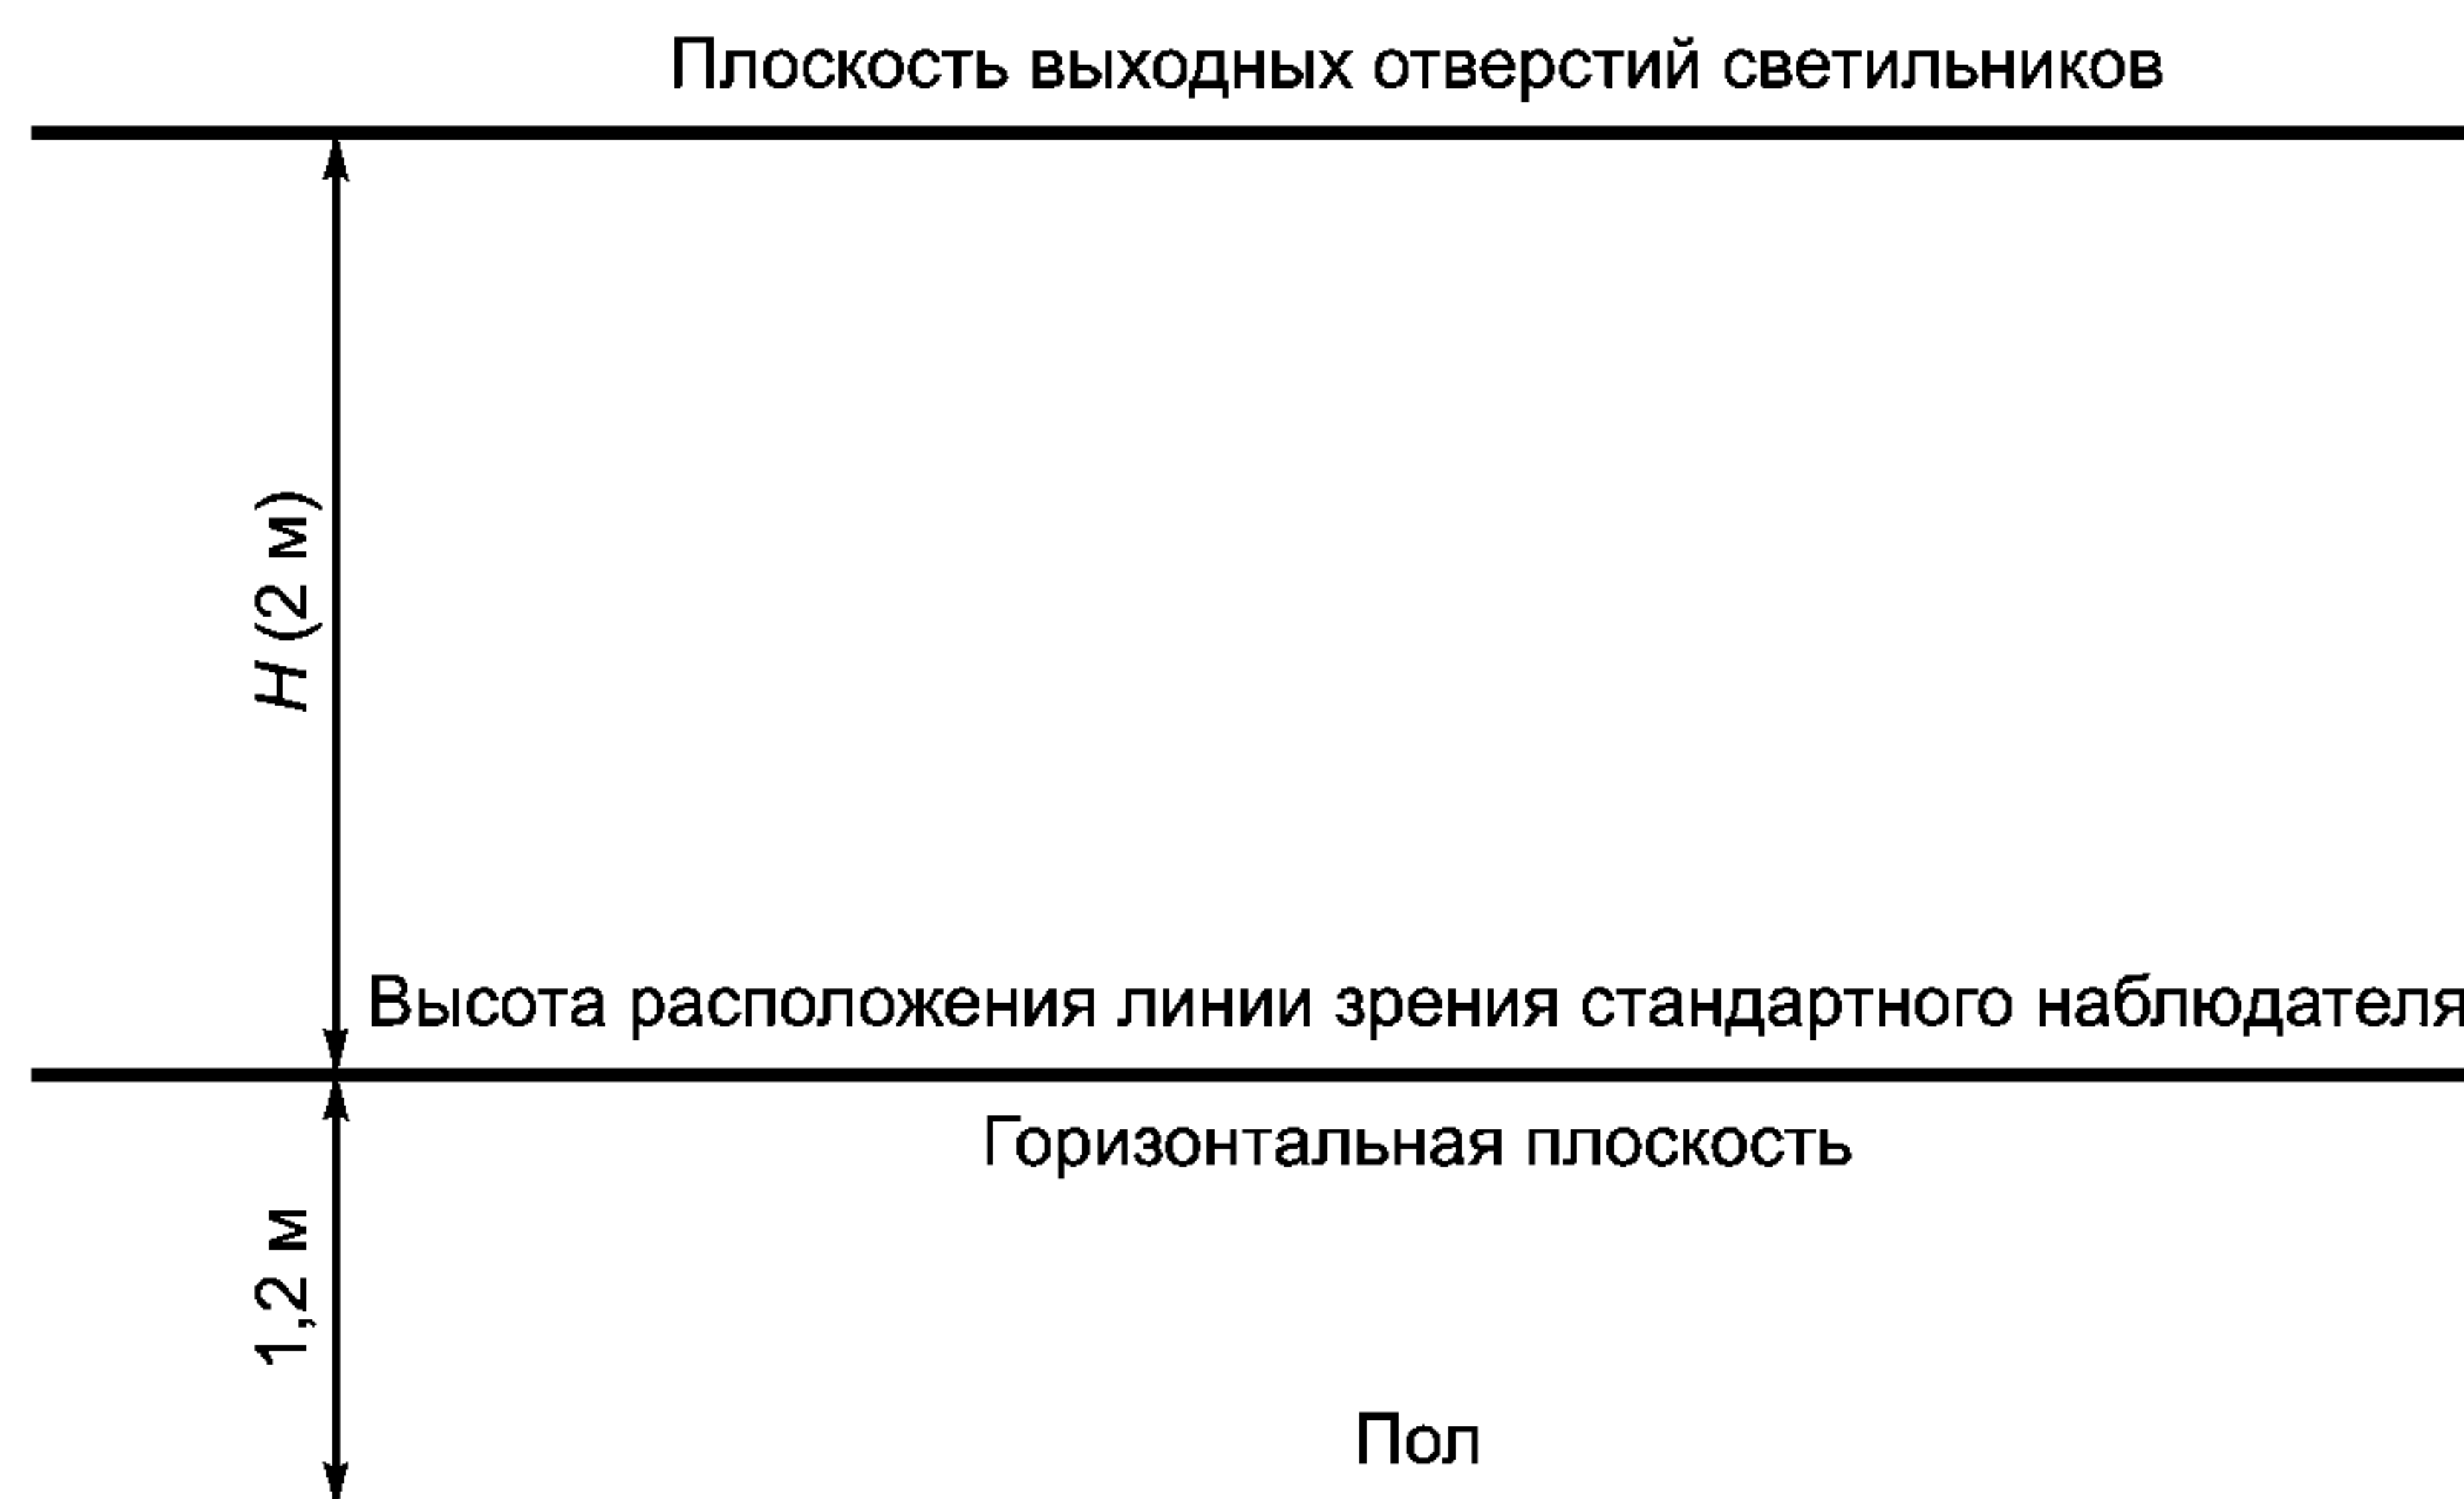 Плоскость выходных отверстий светильников
H (2 м)
Высота расположения линии зрения стандартного наблюдателя
Горизонтальная плоскость
1,2 м
Пол